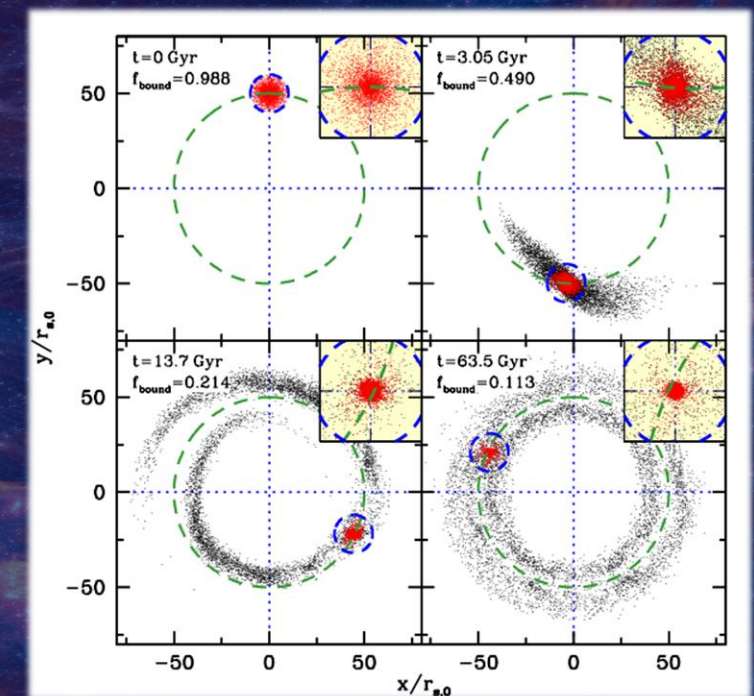 t=0 Gyr
f_bound=0.988
t=3.05 Gyr
f_bound=0.490
50
0
−50
t=13.7 Gyr
f_bound=0.214
t=63.5 Gyr
f_bound=0.113
50
0
−50
y/r_s,0
−50 0 50 −50 0 50
x/r_s,0